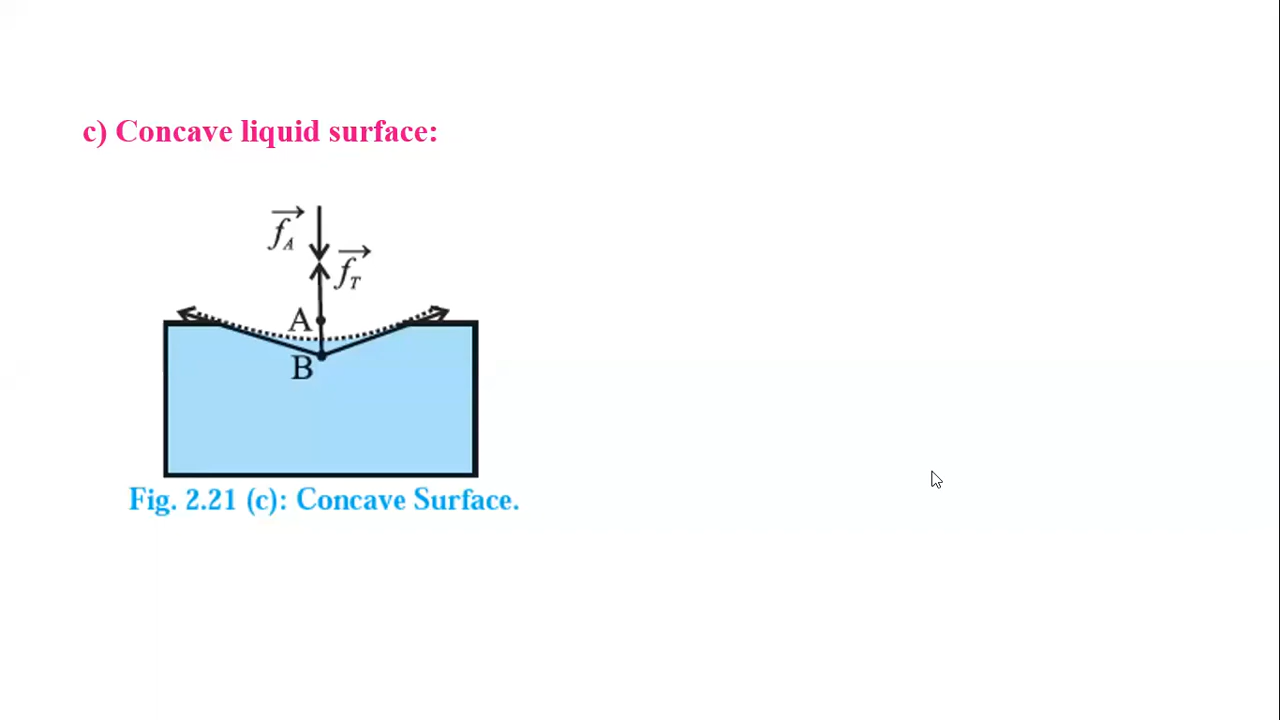 c) Concave liquid surface:
f_A
f_T
A
B
Fig. 2.21 (c): Concave Surface.